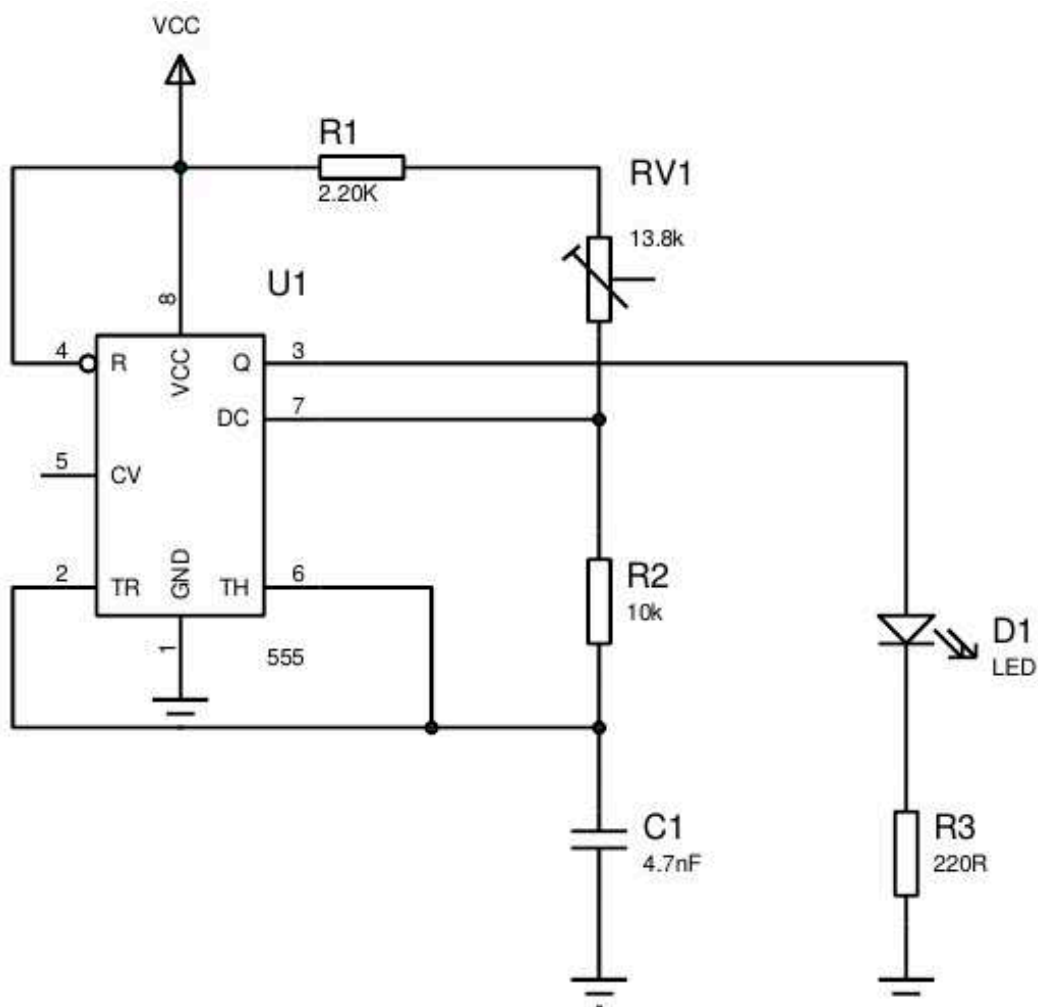 VCC
R1
2.20K
RV1
13.8k
U1
8
4
R
VCC
Q
3
DC
7
5
CV
2
TR
GND
TH
6
1
555
R2
10k
D1
LED
C1
4.7nF
R3
220R